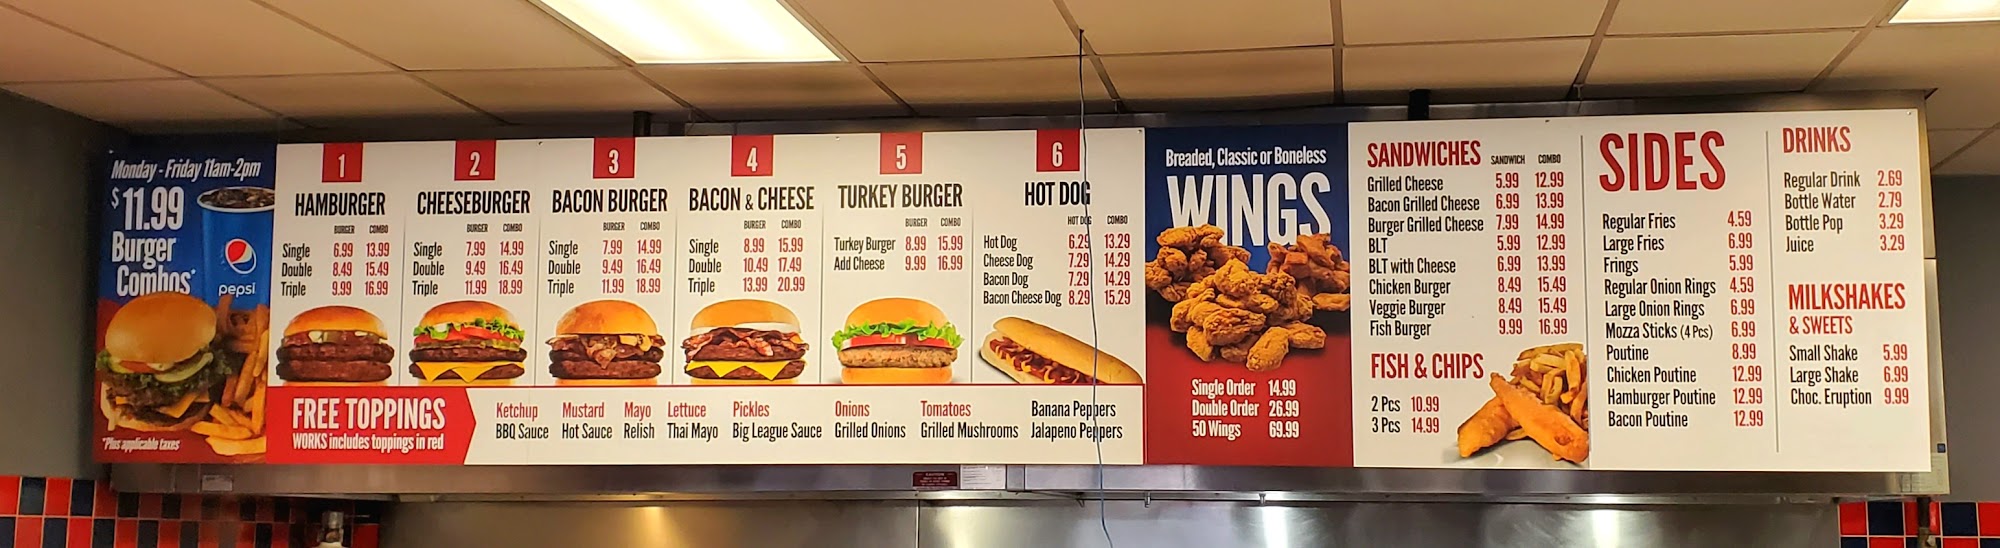 Monday - Friday 11am-2pm
$11.99
Burger
Combos*
pepsi
*Plus applicable taxes
1
HAMBURGER
BURGER COMBO
Single 6.99 13.99
Double 8.49 15.49
Triple 9.99 16.99
2
CHEESEBURGER
BURGER COMBO
Single 7.99 14.99
Double 9.49 16.49
Triple 11.99 18.99
3
BACON BURGER
BURGER COMBO
Single 7.99 14.99
Double 9.49 16.49
Triple 11.99 18.99
4
BACON & CHEESE
BURGER COMBO
Single 8.99 15.99
Double 10.49 17.49
Triple 13.99 20.99
5
TURKEY BURGER
BURGER COMBO
Turkey Burger 8.99 15.99
Add Cheese 9.99 16.99
6
HOT DOG
HOT DOG COMBO
Hot Dog 6.29 13.29
Cheese Dog 7.29 14.29
Bacon Dog 7.29 14.29
Bacon Cheese Dog 8.29 15.29
FREE TOPPINGS
WORKS includes toppings in red
Ketchup Mustard Mayo Lettuce Pickles Onions Tomatoes Banana Peppers
BBQ Sauce Hot Sauce Relish Thai Mayo Big League Sauce Grilled Onions Grilled Mushrooms Jalapeno Peppers
Breaded, Classic or Boneless
WINGS
Single Order 14.99
Double Order 26.99
50 Wings 69.99
SANDWICHES SANDWICH COMBO
Grilled Cheese 5.99 12.99
Bacon Grilled Cheese 6.99 13.99
Burger Grilled Cheese 7.99 14.99
BLT 5.99 12.99
BLT with Cheese 6.99 13.99
Chicken Burger 8.49 15.49
Veggie Burger 8.49 15.49
Fish Burger 9.99 16.99
FISH & CHIPS
2 Pcs 10.99
3 Pcs 14.99
SIDES
Regular Fries 4.59
Large Fries 6.99
Frings 5.99
Regular Onion Rings 4.59
Large Onion Rings 6.99
Mozza Sticks (4 Pcs) 6.99
Poutine 8.99
Chicken Poutine 12.99
Hamburger Poutine 12.99
Bacon Poutine 12.99
DRINKS
Regular Drink 2.69
Bottle Water 2.79
Bottle Pop 3.29
Juice 3.29
MILKSHAKES
& SWEETS
Small Shake 5.99
Large Shake 6.99
Choc. Eruption 9.99